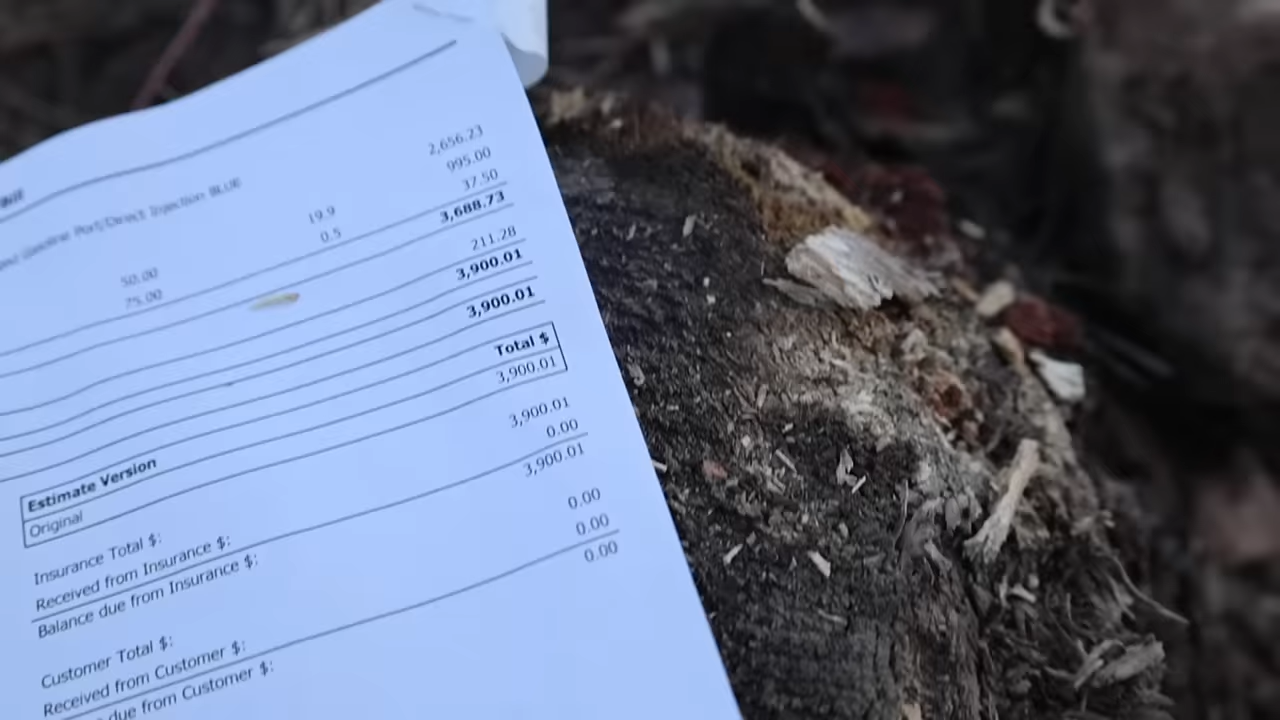 Port/Direct Injection BLUE
2,656.23
19.9 995.00
50.00 0.5 37.50
75.00 3,688.73
211.28
3,900.01
3,900.01
Total $
3,900.01
Estimate Version
Original
Insurance Total $: 3,900.01
Received from Insurance $: 0.00
Balance due from Insurance $: 3,900.01
Customer Total $: 0.00
Received from Customer $: 0.00
due from Customer $: 0.00